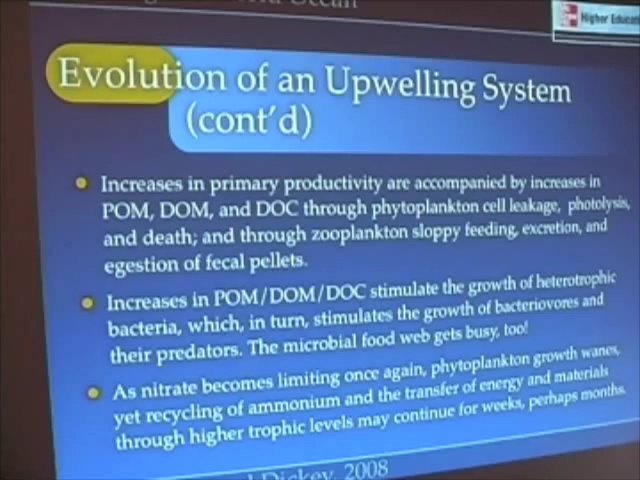 Ocean
Higher Educati
Evolution of an Upwelling System
(cont'd)
Increases in primary productivity are accompanied by increases in
POM, DOM, and DOC through phytoplankton cell leakage, photolysis,
and death; and through zooplankton sloppy feeding, excretion, and
egestion of fecal pellets.
Increases in POM/DOM/DOC stimulate the growth of heterotrophic
bacteria, which, in turn, stimulates the growth of bacteriovores and
their predators. The microbial food web gets busy, too!
As nitrate becomes limiting once again, phytoplankton growth wanes,
yet recycling of ammonium and the transfer of energy and materials
through higher trophic levels may continue for weeks, perhaps months.
Dickey, 2008